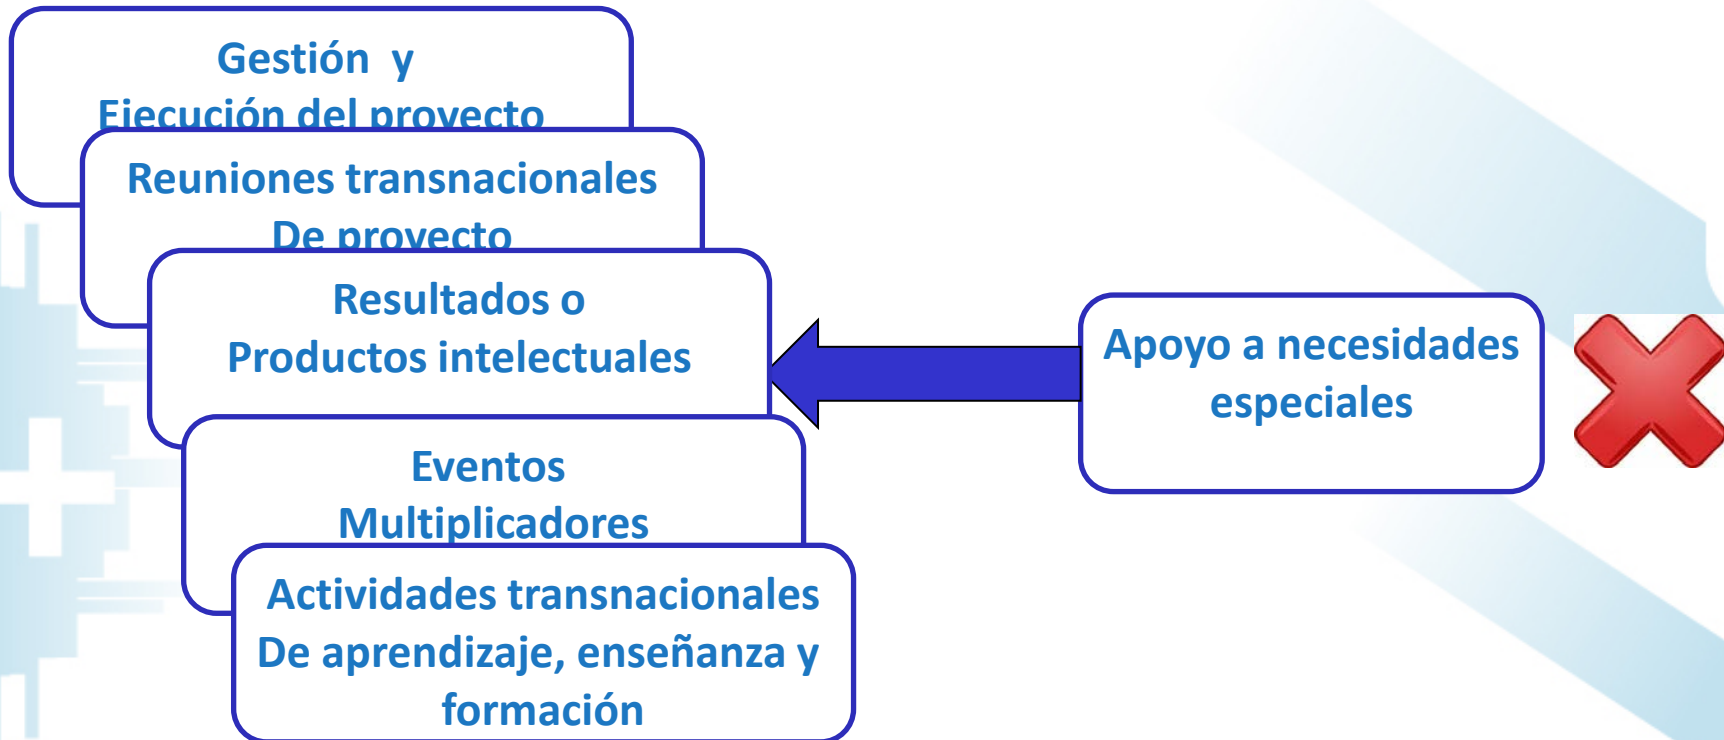 Gestión y
Ejecución del proyecto
Reuniones transnacionales
De proyecto
Resultados o
Productos intelectuales
Eventos
Multiplicadores
Actividades transnacionales
De aprendizaje, enseñanza y
formación
Apoyo a necesidades
especiales